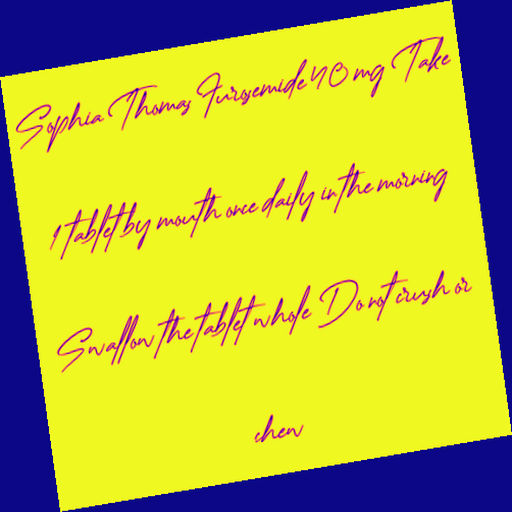 Sophia Thomas Furosemide 40 mg Take
1 tablet by mouth once daily in the morning
Swallow the tablet whole Do not crush or
chew